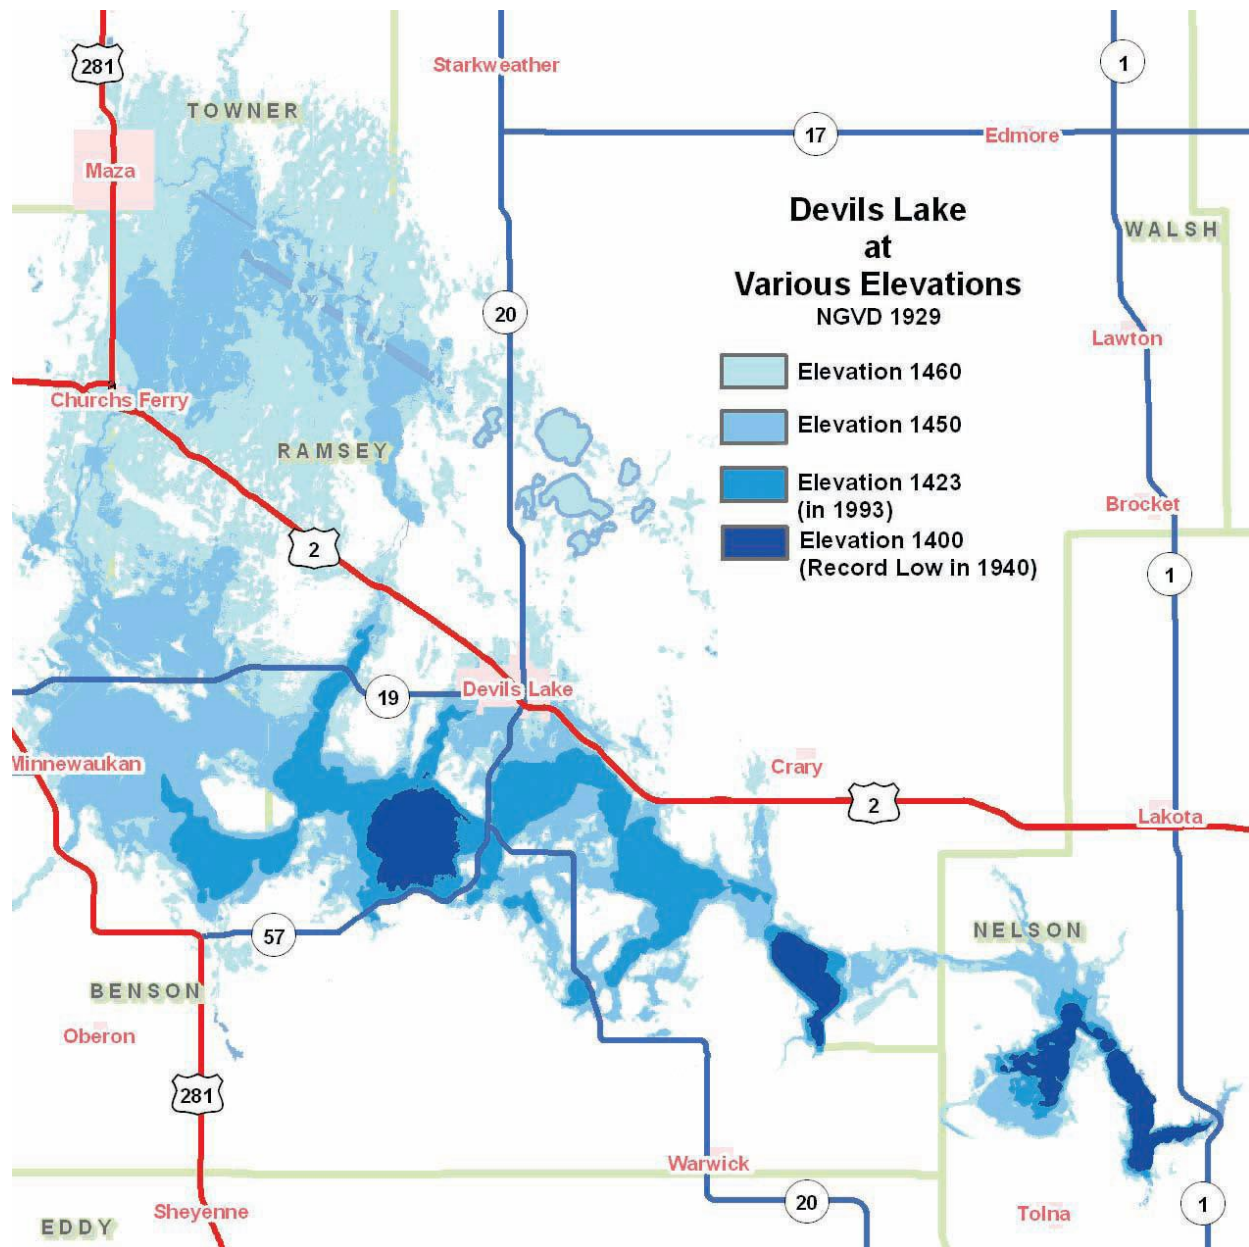 281
Starkweather
1
TOWNER
17
Edmore
Maza
Devils Lake
at
Various Elevations
NGVD 1929
WALSH
20
Lawton
Elevation 1460
Churchs Ferry
Elevation 1450
RAMSEY
Elevation 1423
(in 1993)
Brocket
Elevation 1400
(Record Low in 1940)
2
1
19
Devils Lake
Minnewaukan
Crary
2
Lakota
57
NELSON
BENSON
Oberon
281
Warwick
20
1
Sheyenne
Tolna
EDDY